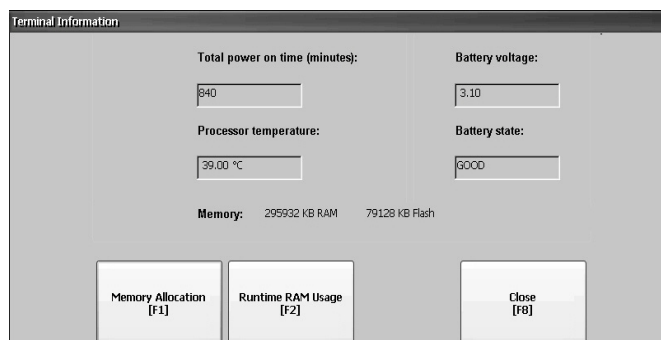 Terminal Information
Total power on time (minutes): Battery voltage:
840 3.10
Processor temperature: Battery state:
39.00 °C GOOD
Memory: 295932 KB RAM 79128 KB Flash
Memory Allocation Runtime RAM Usage Close
[F1] [F2] [F8]